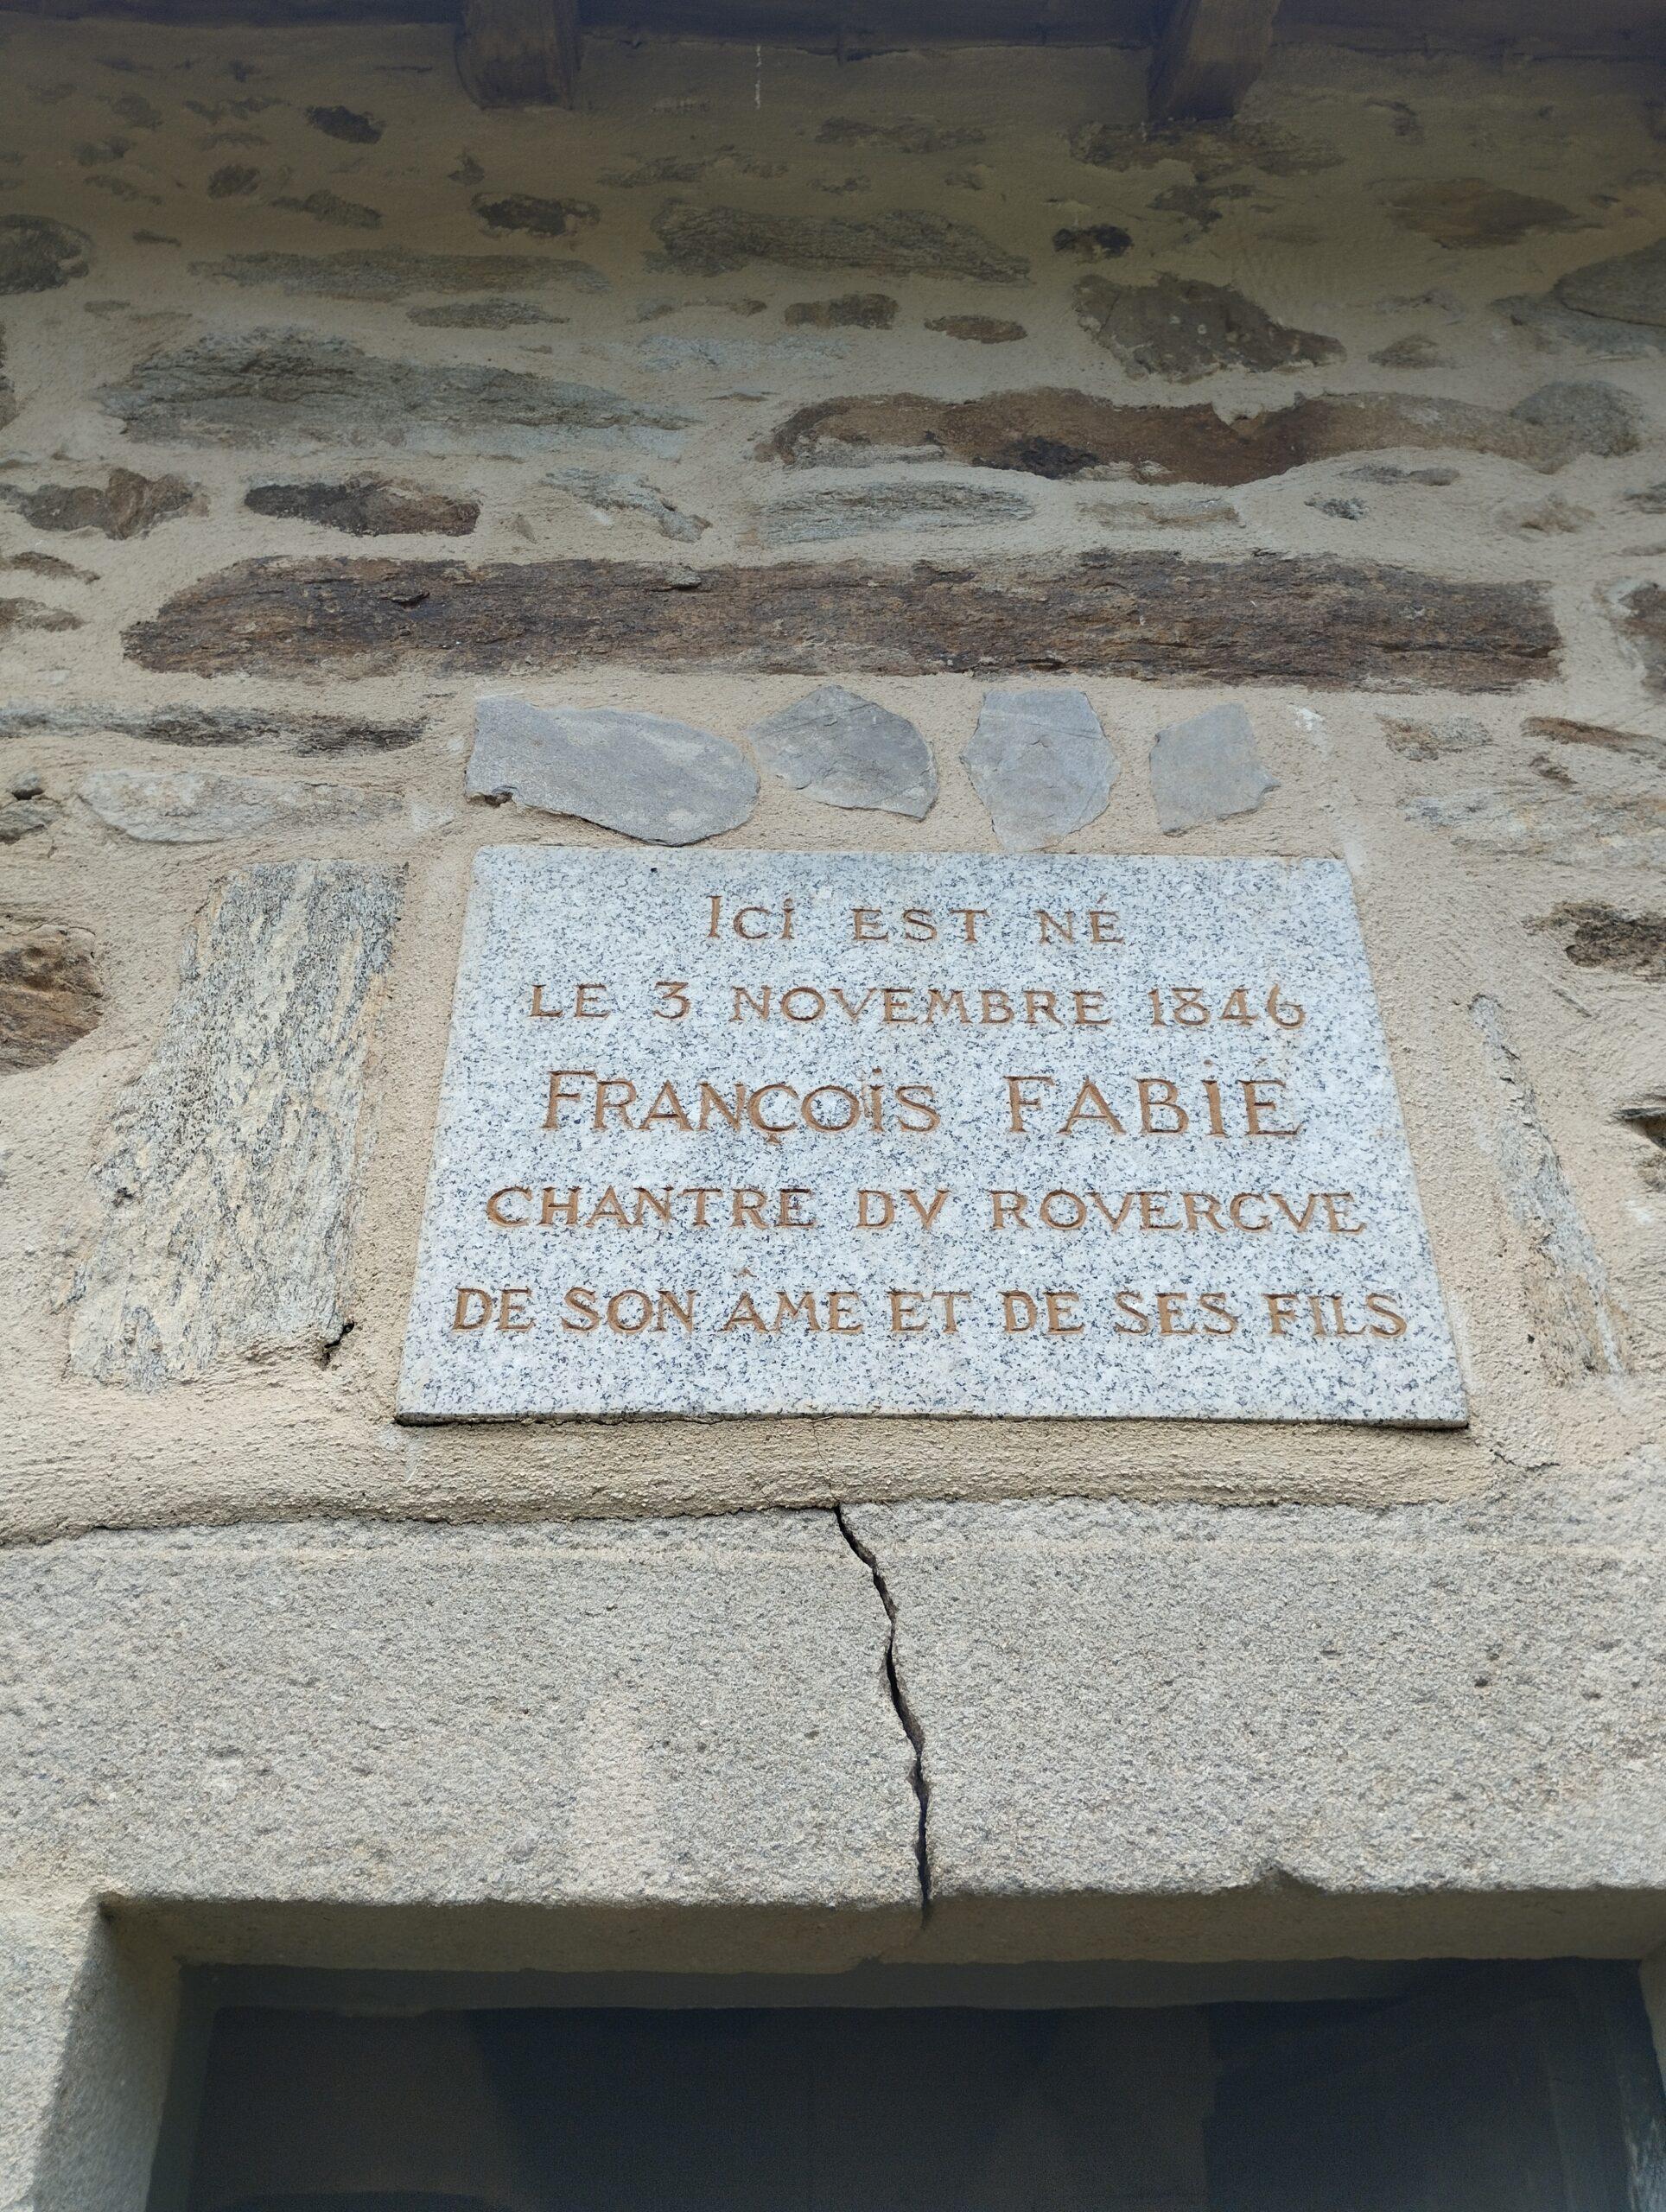 ICI EST NÉ
LE 3 NOVEMBRE 1846
FRANÇOIS FABIÉ
CHANTRE DV ROVERGVE
DE SON ÂME ET DE SES FILS